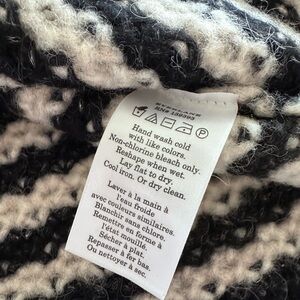 Hand wash cold
with like colors.
Non-chlorine bleach only.
Reshape when wet.
Lay flat to dry.
Cool iron. Or dry clean.
Laver à la main à
l'eau froide
avec couleurs similaires.
Blanchir sans chlore.
Remettre en forme à
l'état mouillé.
Sécher à plat.
Repasser à fer bas.
Ou nettoyer à sec.